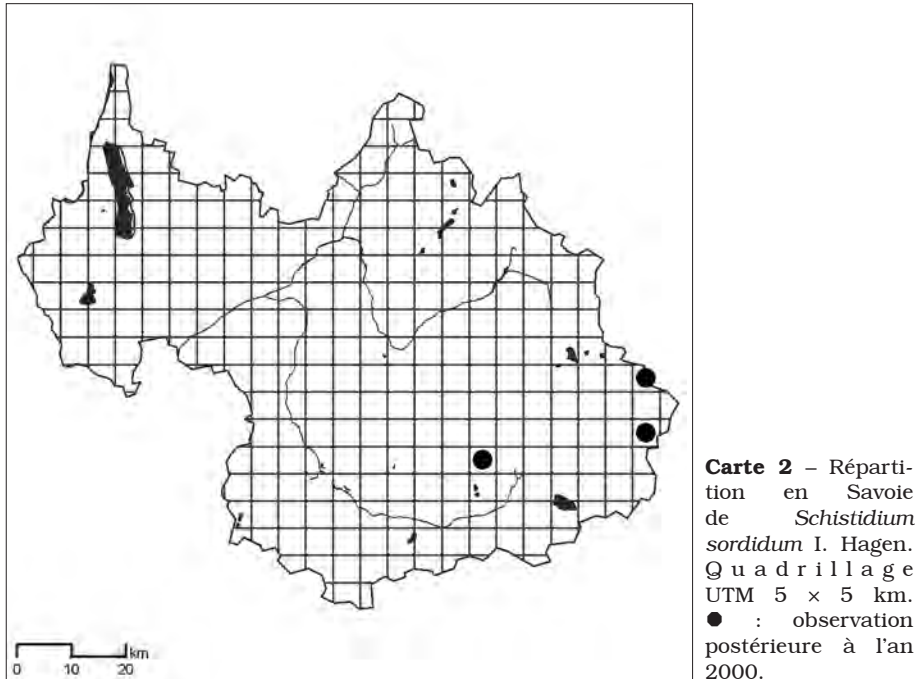 km
0 10 20
Carte 2 – Réparti-
tion en Savoie
de Schistidium
sordidum I. Hagen.
Quadrillage
UTM 5 × 5 km.
● : observation
postérieure à l'an
2000.